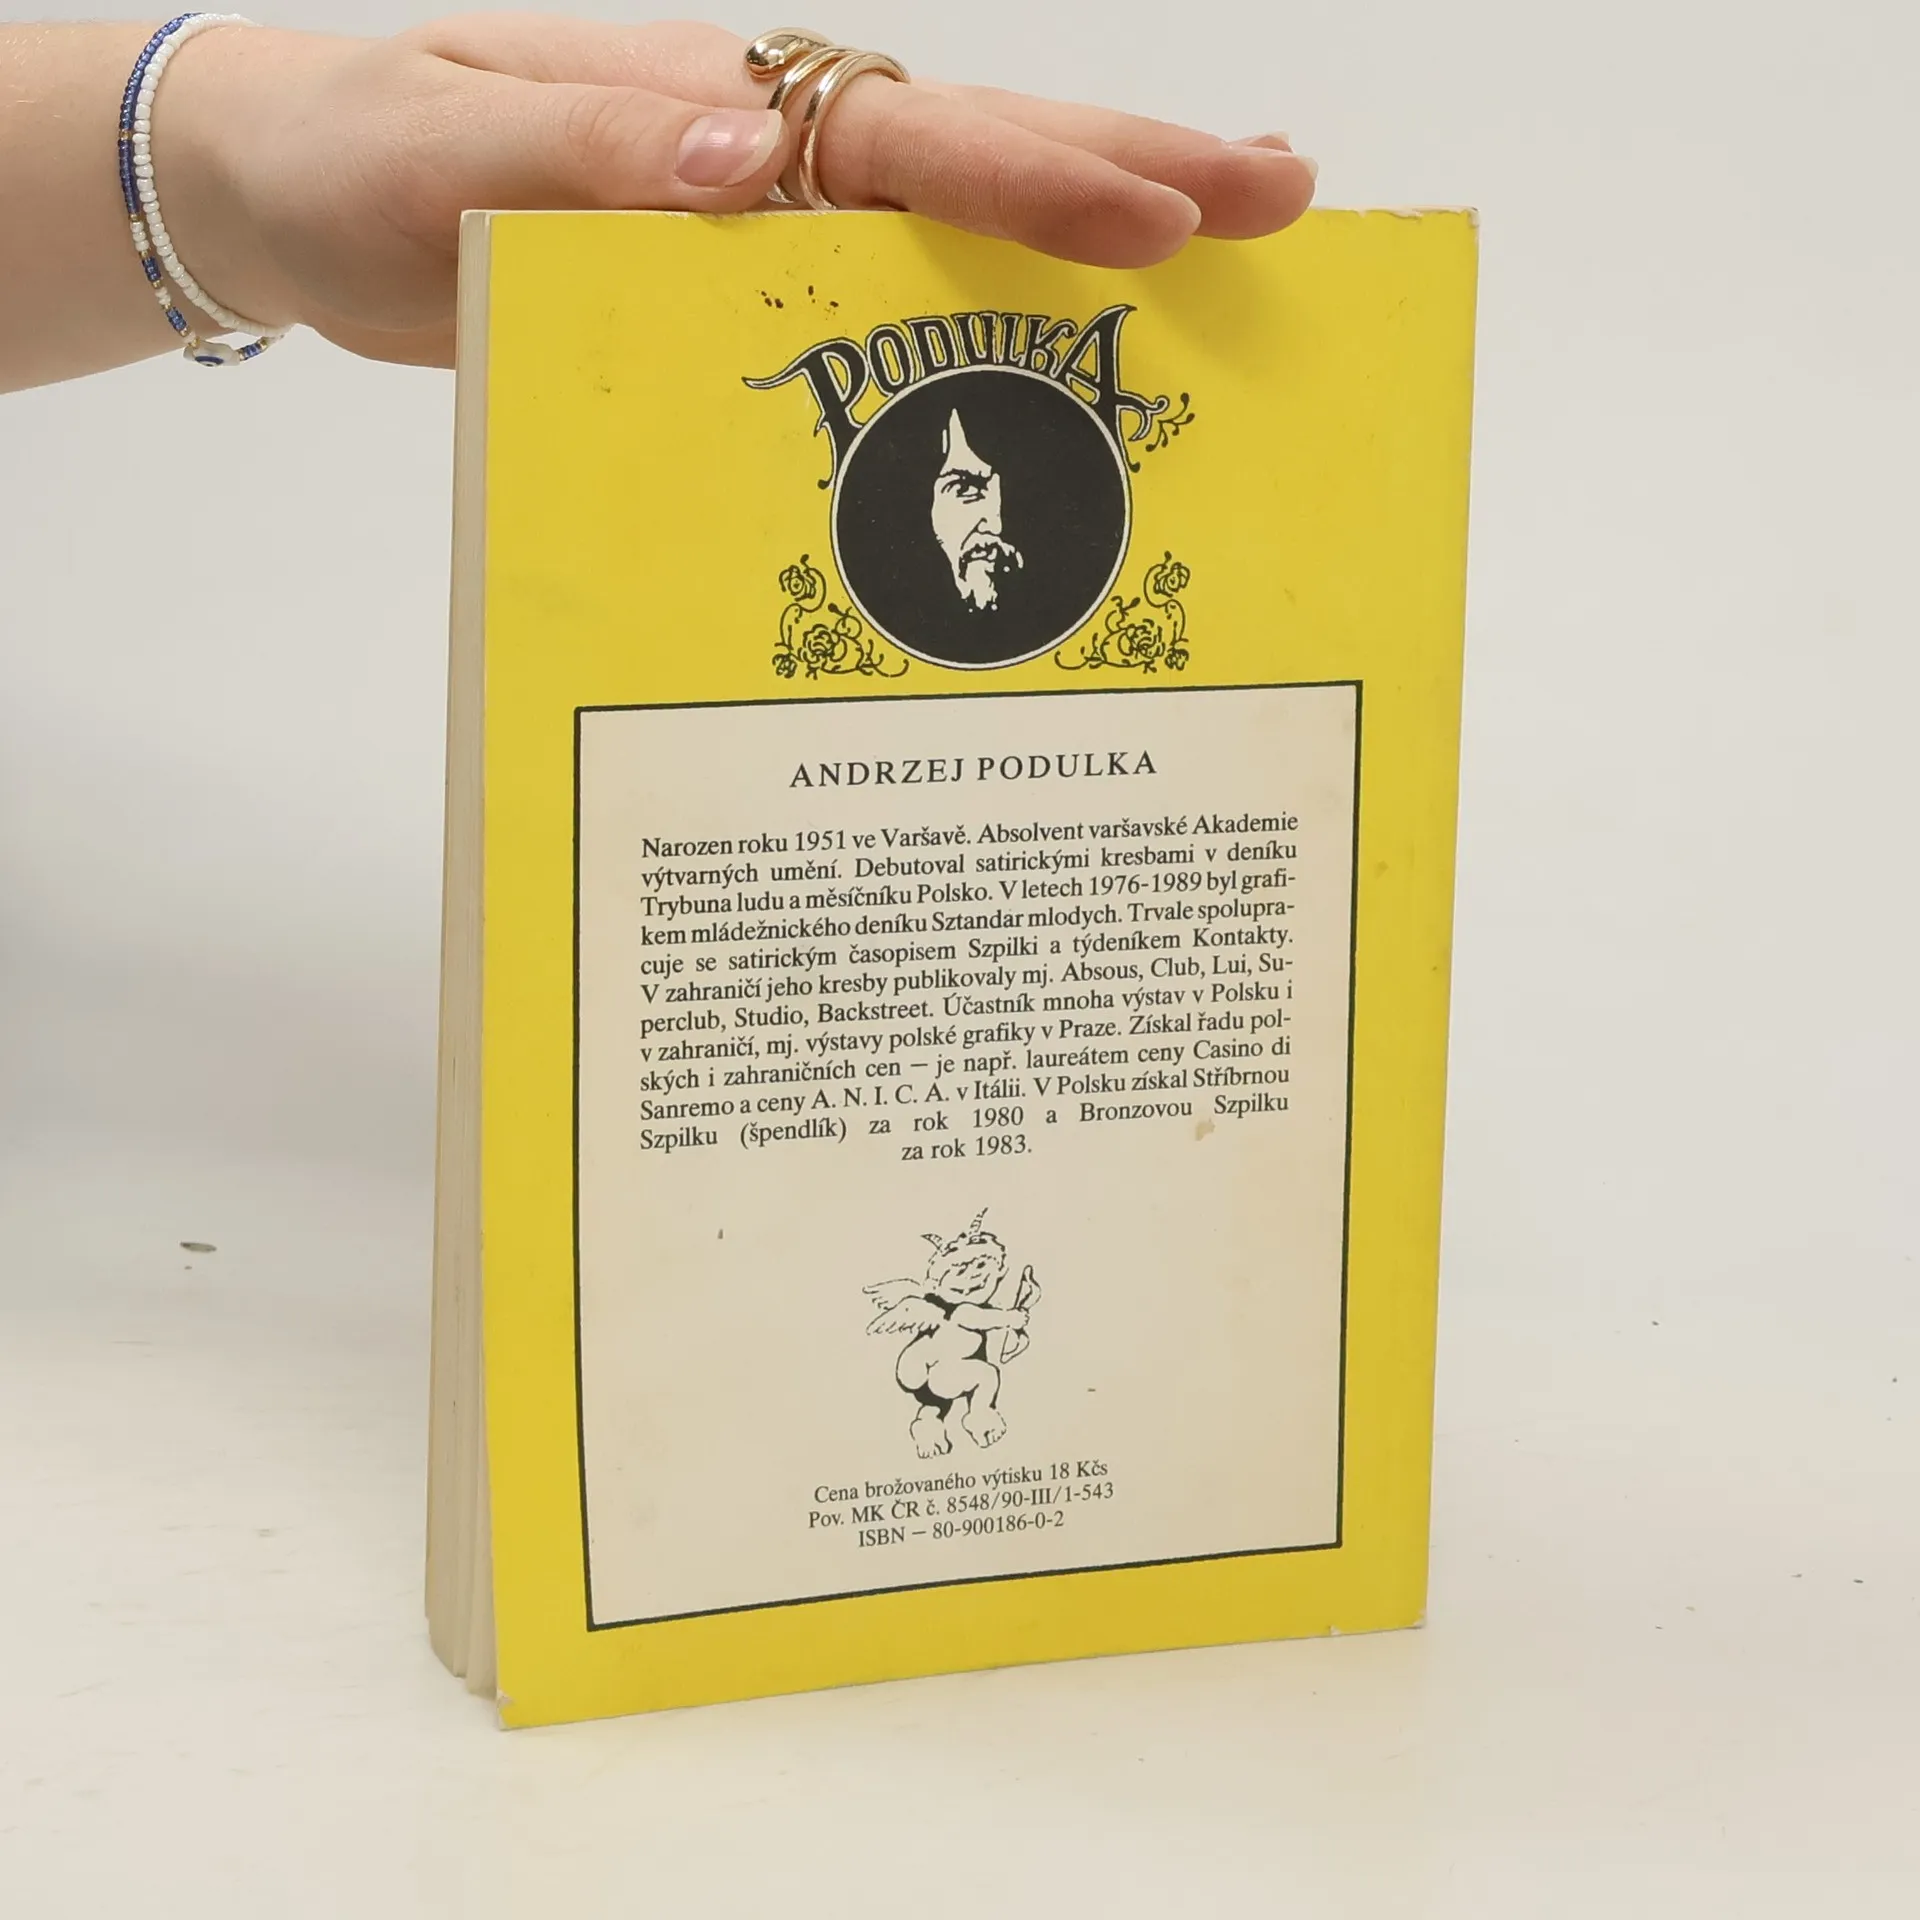 PODULKA
ANDRZEJ PODULKA
Narozen roku 1951 ve Varšavě. Absolvent varšavské Akademie
výtvarných umění. Debutoval satirickými kresbami v deníku
Trybuna ludu a měsíčníku Polsko. V letech 1976-1989 byl grafi-
kem mládežnického deníku Sztandar mlodych. Trvale spolupra-
cuje se satirickým časopisem Szpilki a týdeníkem Kontakty.
V zahraničí jeho kresby publikovaly mj. Absous, Club, Lui, Su-
perclub, Studio, Backstreet. Účastník mnoha výstav v Polsku i
v zahraničí, mj. výstavy polské grafiky v Praze. Získal řadu pol-
ských i zahraničních cen — je např. laureátem ceny Casino di
Sanremo a ceny A. N. I. C. A. v Itálii. V Polsku získal Stříbrnou
Szpilku (špendlík) za rok 1980 a Bronzovou Szpilku
za rok 1983.
Cena brožovaného výtisku 18 Kčs
Pov. MK ČR č. 8548/90-III/1-543
ISBN — 80-900186-0-2